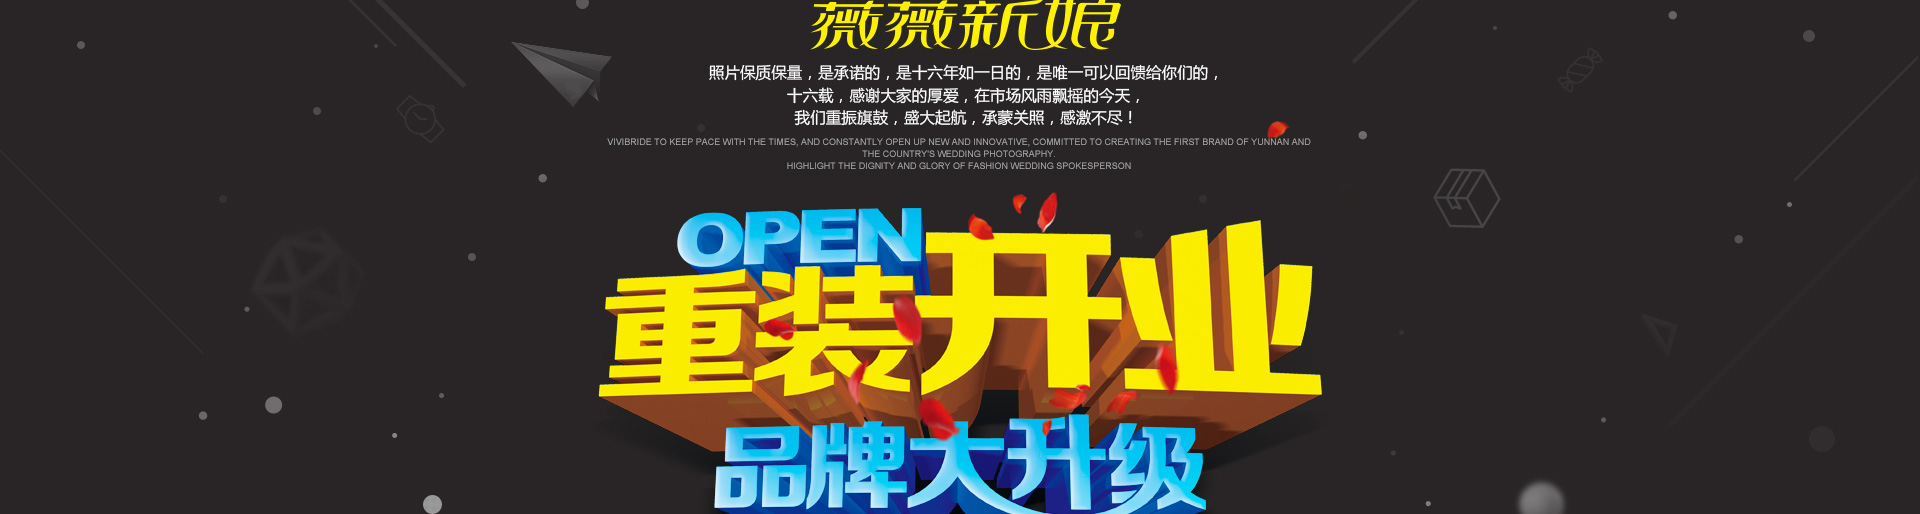 薇薇新娘
照片保质保量，是承诺的，是十六年如一日的，是唯一可以回馈给你们的，
十六载，感谢大家的厚爱，在市场风雨飘摇的今天，
我们重振旗鼓，盛大起航，承蒙关照，感激不尽！
VIVIBRIDE TO KEEP PACE WITH THE TIMES, AND CONSTANTLY OPEN UP NEW AND INNOVATIVE, COMMITTED TO CREATING THE FIRST BRAND OF YUNNAN AND
THE COUNTRY'S WEDDING PHOTOGRAPHY.
HIGHLIGHT THE DIGNITY AND GLORY OF FASHION WEDDING SPOKESPERSON
OPEN
重装开业
品牌大升级